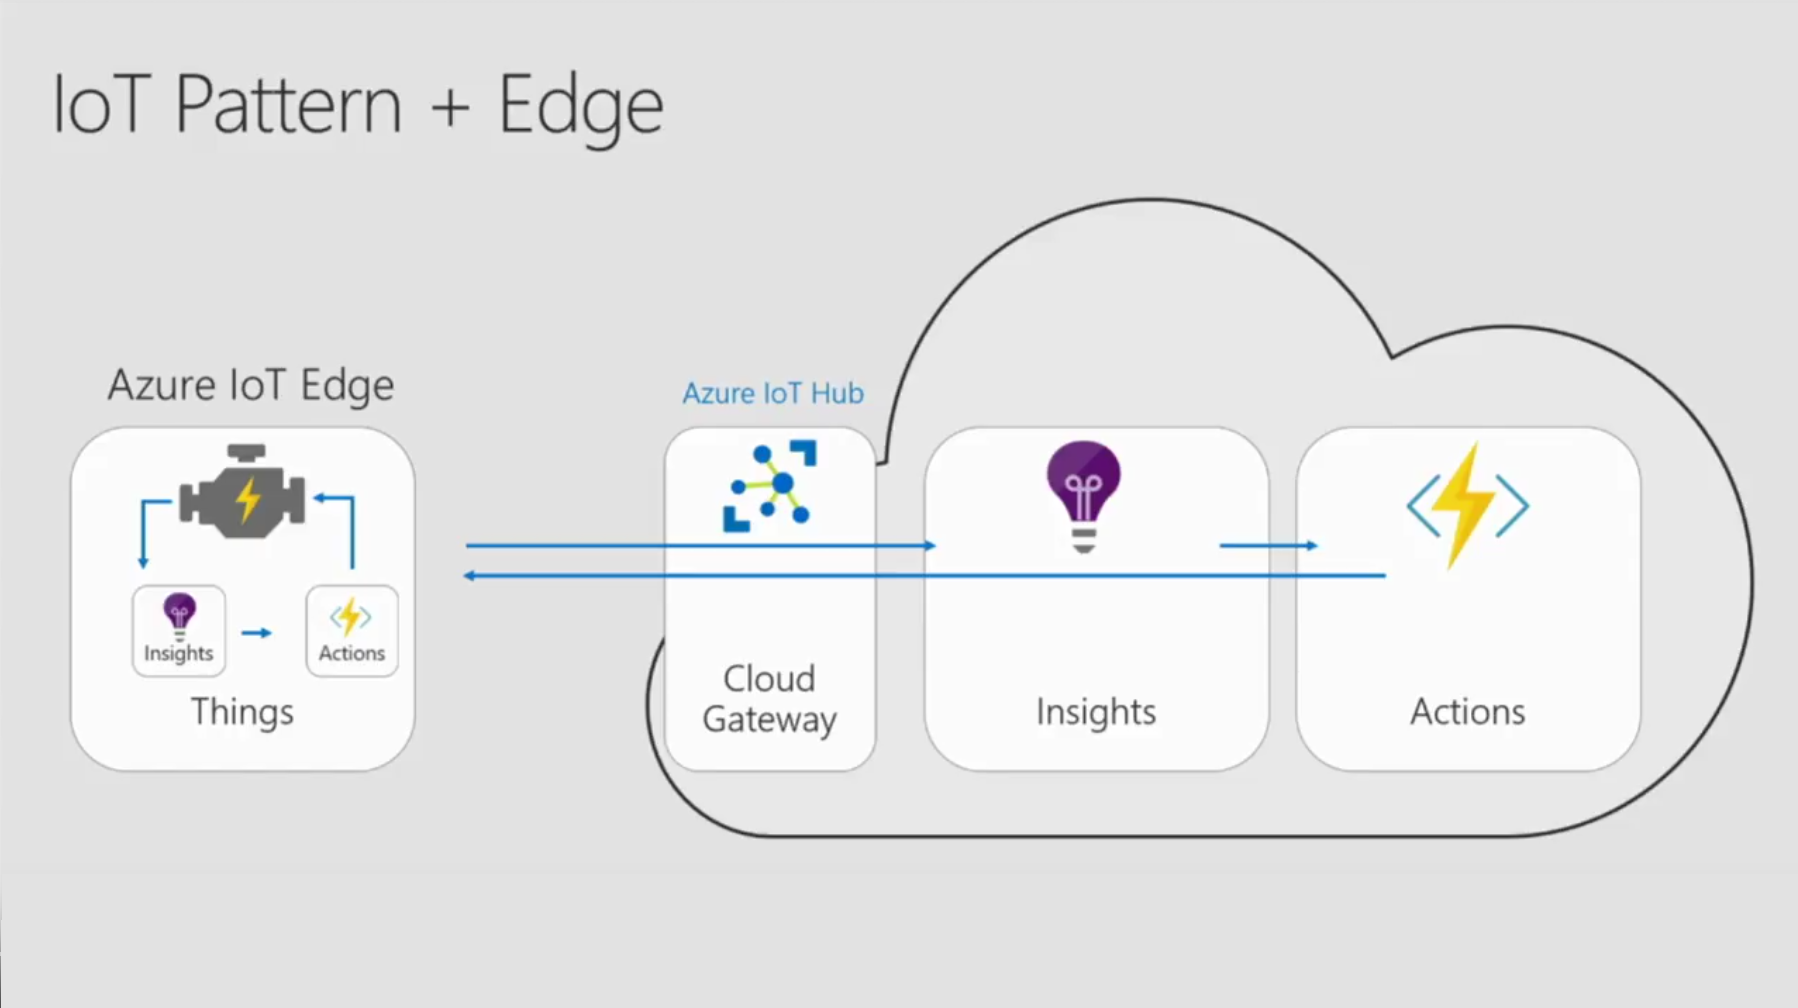 IoT Pattern + Edge
Azure IoT Edge
Insights
Actions
Things
Azure IoT Hub
Cloud
Gateway
Insights
Actions